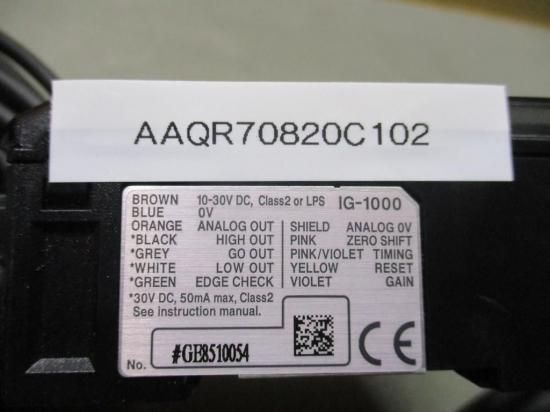 AAQR70820C102
BROWN 10-30V DC, Class2 or LPS IG-1000
BLUE 0V
ORANGE ANALOG OUT SHIELD ANALOG 0V
*BLACK HIGH OUT PINK ZERO SHIFT
*GREY GO OUT PINK/VIOLET TIMING
*WHITE LOW OUT YELLOW RESET
*GREEN EDGE CHECK VIOLET GAIN
*30V DC, 50mA max, Class2
See instruction manual.
No. #GE8510054 CE